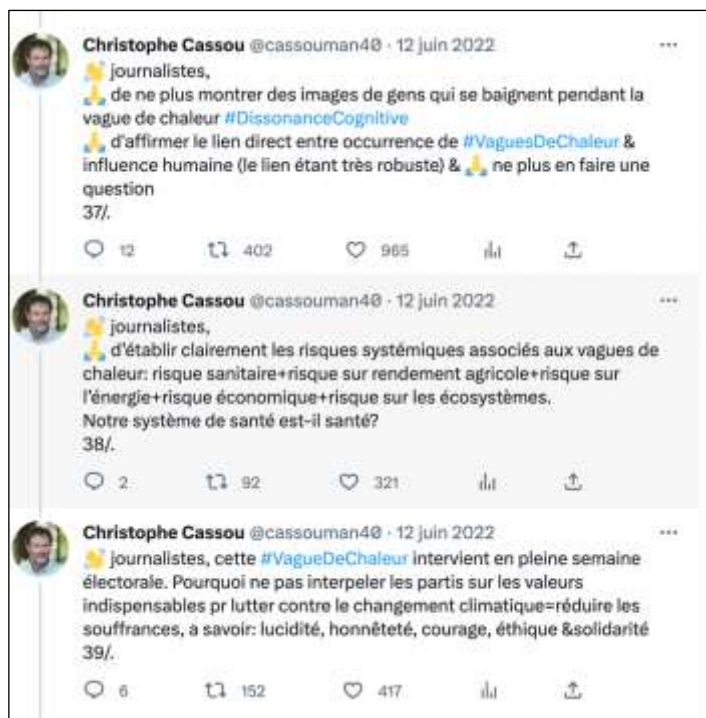 Christophe Cassou @cassouman40 · 12 juin 2022
👋 journalistes,
🙏 de ne plus montrer des images de gens qui se baignent pendant la
vague de chaleur #DissonanceCognitive
🙏 d'affirmer le lien direct entre occurrence de #VaguesDeChaleur &
influence humaine (le lien étant très robuste) & 🙏 ne plus en faire une
question
37/.
12 402 965
Christophe Cassou @cassouman40 · 12 juin 2022
👋 journalistes,
🙏 d'établir clairement les risques systémiques associés aux vagues de
chaleur: risque sanitaire+risque sur rendement agricole+risque sur
l'énergie+risque économique+risque sur les écosystèmes.
Notre système de santé est-il santé?
38/.
2 92 321
Christophe Cassou @cassouman40 · 12 juin 2022
👋 journalistes, cette #VagueDeChaleur intervient en pleine semaine
électorale. Pourquoi ne pas interpeler les partis sur les valeurs
indispensables pr lutter contre le changement climatique=réduire les
souffrances, a savoir: lucidité, honnêteté, courage, éthique &solidarité
39/.
6 152 417